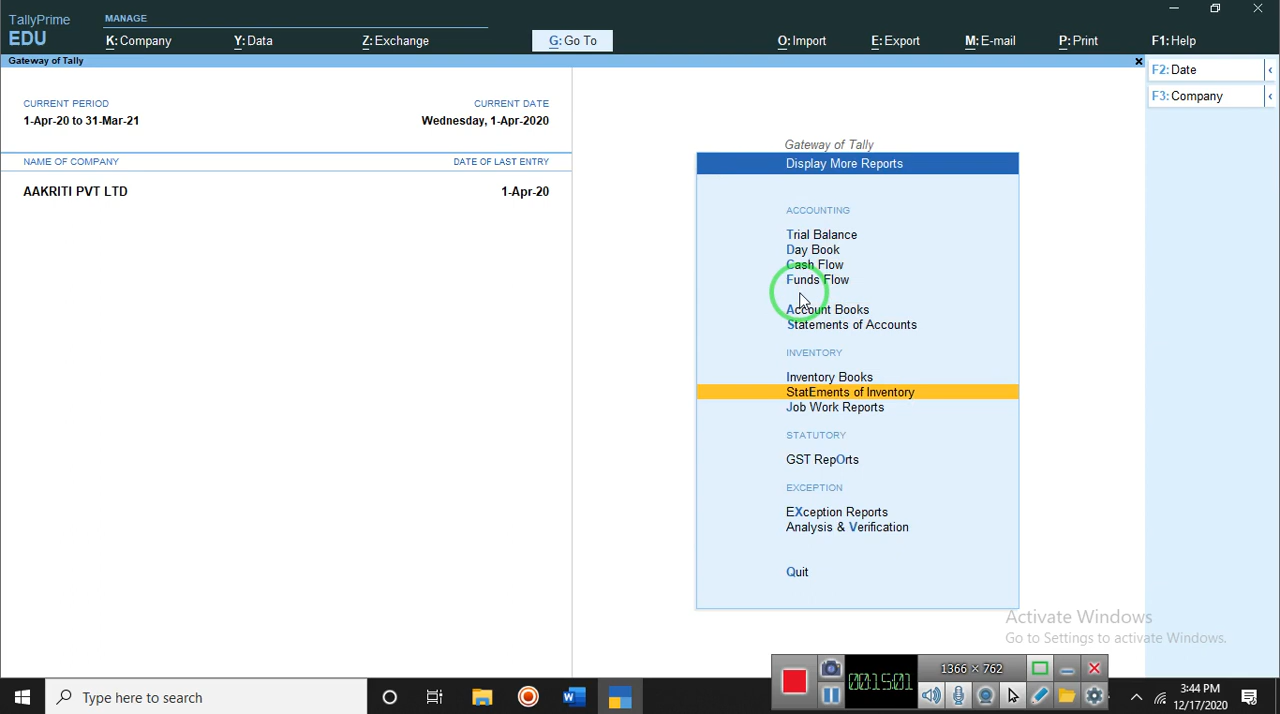 TallyPrime
EDU
MANAGE
K: Company
Y: Data
Z: Exchange
G: Go To
O: Import
E: Export
M: E-mail
P: Print
F1: Help
Gateway of Tally
F2: Date
F3: Company
CURRENT PERIOD
CURRENT DATE
1-Apr-20 to 31-Mar-21
Wednesday, 1-Apr-2020
NAME OF COMPANY
DATE OF LAST ENTRY
AAKRITI PVT LTD
1-Apr-20
Gateway of Tally
Display More Reports
ACCOUNTING
Trial Balance
Day Book
Cash Flow
Funds Flow
Account Books
Statements of Accounts
INVENTORY
Inventory Books
StatEments of Inventory
Job Work Reports
STATUTORY
GST RepOrts
EXCEPTION
EXception Reports
Analysis & Verification
Quit
Activate Windows
Go to Settings to activate Windows.
00:15:01
1366 × 762
Type here to search
3:44 PM
12/17/2020